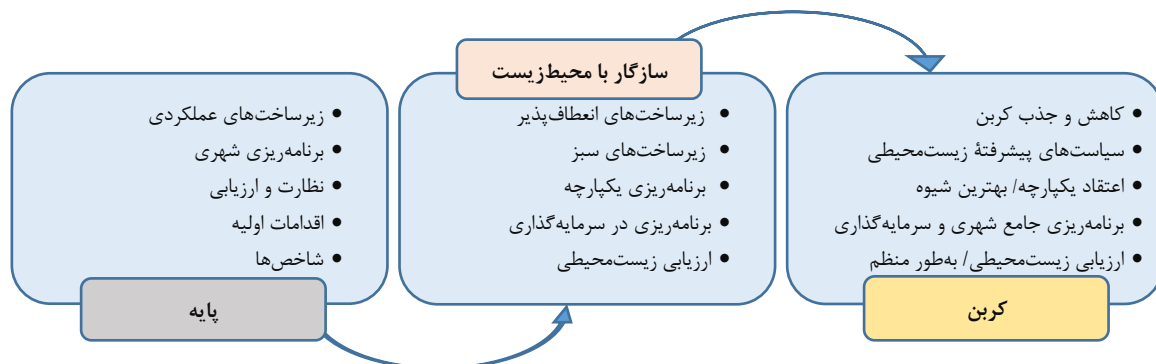 پایه
• زیرساخت‌های عملکردی
• برنامه‌ریزی شهری
• نظارت و ارزیابی
• اقدامات اولیه
• شاخص‌ها
سازگار با محیط‌زیست
• زیرساخت‌های انعطاف‌پذیر
• زیرساخت‌های سبز
• برنامه‌ریزی یکپارچه
• برنامه‌ریزی در سرمایه‌گذاری
• ارزیابی زیست‌محیطی
کربن
• کاهش و جذب کربن
• سیاست‌های پیشرفتهٔ زیست‌محیطی
• اعتقاد یکپارچه/ بهترین شیوه
• برنامه‌ریزی جامع شهری و سرمایه‌گذاری
• ارزیابی زیست‌محیطی/ به‌طور منظم